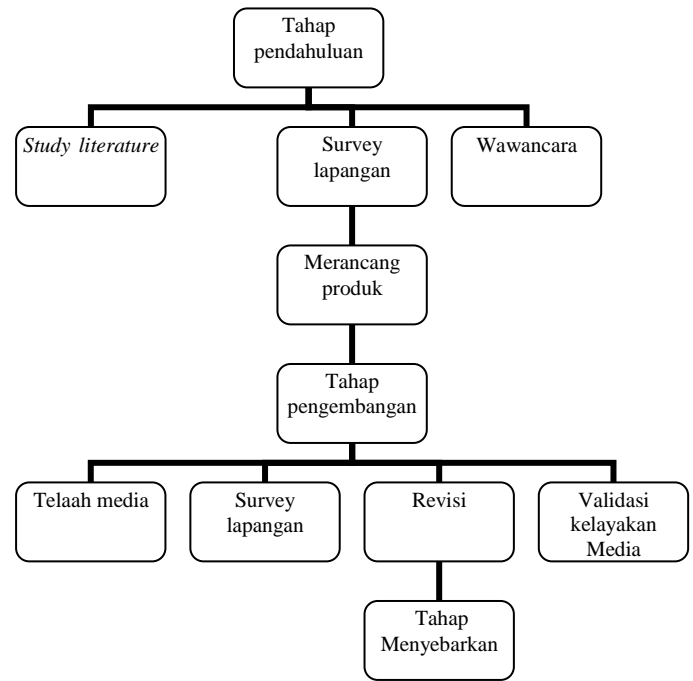 Tahap
pendahuluan
Study literature
Survey
lapangan
Wawancara
Merancang
produk
Tahap
pengembangan
Telaah media
Survey
lapangan
Revisi
Validasi
kelayakan
Media
Tahap
Menyebarkan